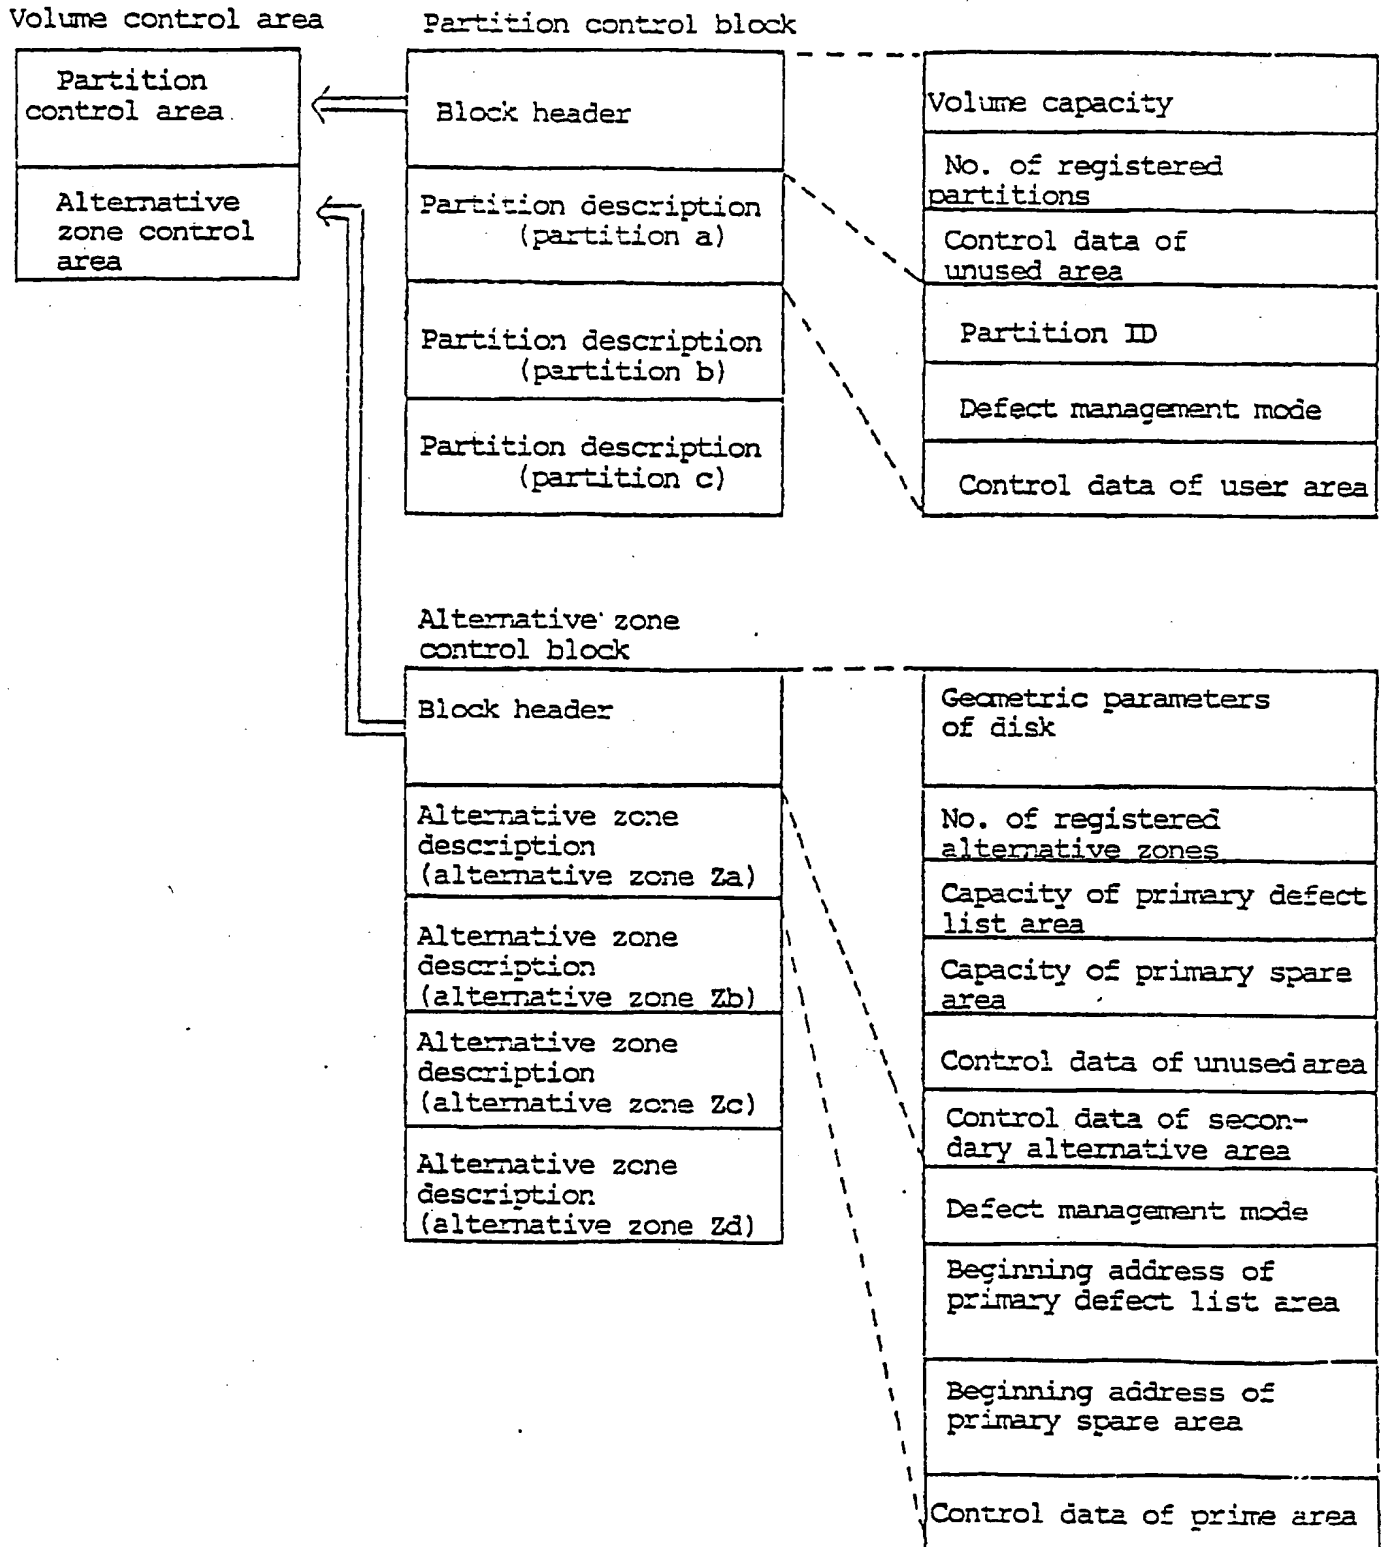 Volume control area
Partition
control area
Alternative
zone control
area
Partition control block
Block header
Partition description
(partition a)
Partition description
(partition b)
Partition description
(partition c)
Volume capacity
No. of registered
partitions
Control data of
unused area
Partition ID
Defect management mode
Control data of user area
Alternative zone
control block
Block header
Alternative zone
description
(alternative zone Za)
Alternative zone
description
(alternative zone Zb)
Alternative zone
description
(alternative zone Zc)
Alternative zone
description
(alternative zone Zd)
Geometric parameters
of disk
No. of registered
alternative zones
Capacity of primary defect
list area
Capacity of primary spare
area
Control data of unused area
Control data of secon-
dary alternative area
Defect management mode
Beginning address of
primary defect list area
Beginning address of
primary spare area
Control data of prime area